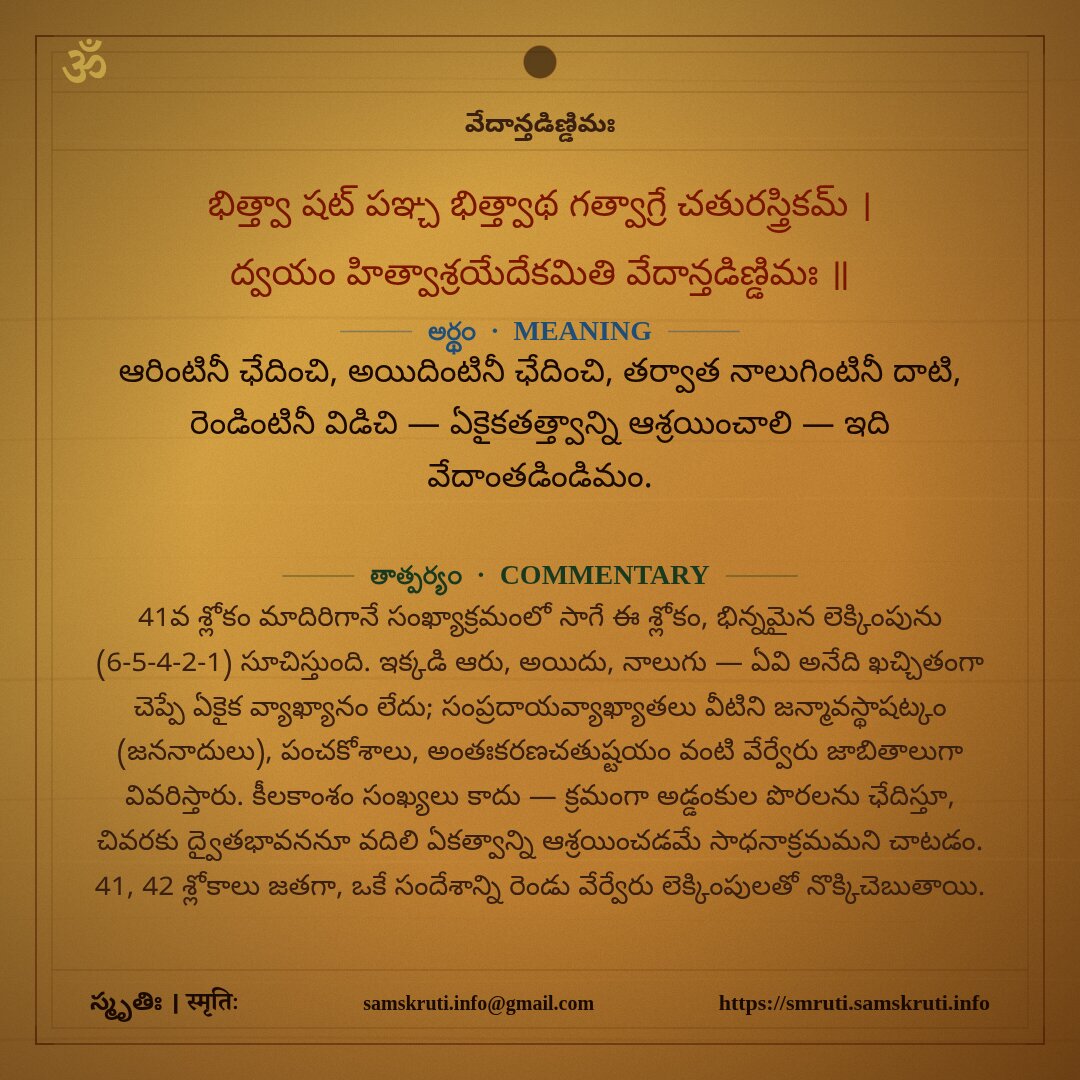 ॐ
వేదాన్తడిణ్డిమః
భిత్త్వా షట్ పఞ్చ భిత్త్వాథ గత్వాగ్రే చతురస్త్రికమ్ |
ద్వయం హిత్వాశ్రయేదేకమితి వేదాన్తడిణ్డిమః ||
అర్థం · MEANING
ఆరింటినీ ఛేదించి, అయిదింటినీ ఛేదించి, తర్వాత నాలుగింటినీ దాటి,
రెండింటినీ విడిచి — ఏకైకతత్త్వాన్ని ఆశ్రయించాలి — ఇది
వేదాంతడిండిమం.
తాత్పర్యం · COMMENTARY
41వ శ్లోకం మాదిరిగానే సంఖ్యాక్రమంలో సాగే ఈ శ్లోకం, భిన్నమైన లెక్కింపును
(6-5-4-2-1) సూచిస్తుంది. ఇక్కడి ఆరు, అయిదు, నాలుగు — ఏవి అనేది ఖచ్చితంగా
చెప్పే ఏకైక వ్యాఖ్యానం లేదు; సంప్రదాయవ్యాఖ్యాతలు వీటిని జన్మావస్థాషట్కం
(జననాదులు), పంచకోశాలు, అంతఃకరణచతుష్టయం వంటి వేర్వేరు జాబితాలుగా
వివరిస్తారు. కీలకాంశం సంఖ్యలు కాదు — క్రమంగా అడ్డంకుల పొరలను ఛేదిస్తూ,
చివరకు ద్వైతభావననూ వదిలి ఏకత్వాన్ని ఆశ్రయించడమే సాధనాక్రమమని చాటడం.
41, 42 శ్లోకాలు జతగా, ఒకే సందేశాన్ని రెండు వేర్వేరు లెక్కింపులతో నొక్కిచెబుతాయి.
స్మృతిః | स्मृतिः samskruti.info@gmail.com https://smruti.samskruti.info